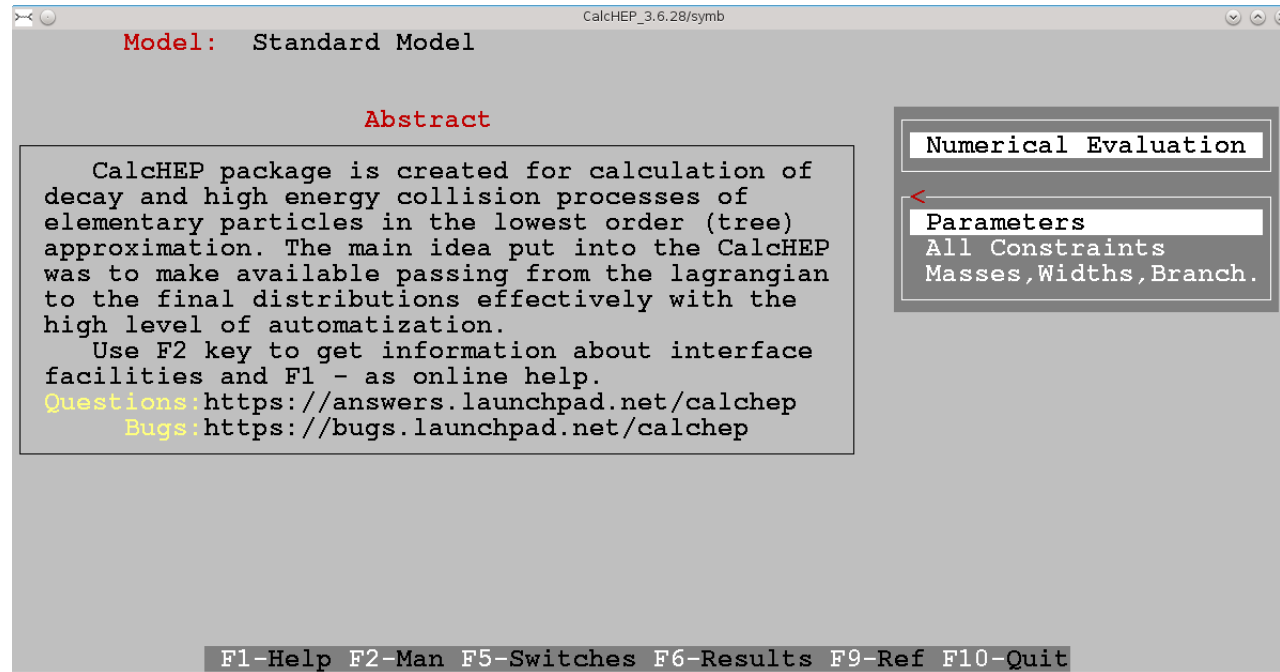 CalcHEP_3.6.28/symb
Model: Standard Model
Abstract
CalcHEP package is created for calculation of
decay and high energy collision processes of
elementary particles in the lowest order (tree)
approximation. The main idea put into the CalcHEP
was to make available passing from the lagrangian
to the final distributions effectively with the
high level of automatization.
Use F2 key to get information about interface
facilities and F1 - as online help.
Questions:https://answers.launchpad.net/calchep
Bugs:https://bugs.launchpad.net/calchep
Numerical Evaluation
<
Parameters
All Constraints
Masses,Widths,Branch.
F1-Help F2-Man F5-Switches F6-Results F9-Ref F10-Quit